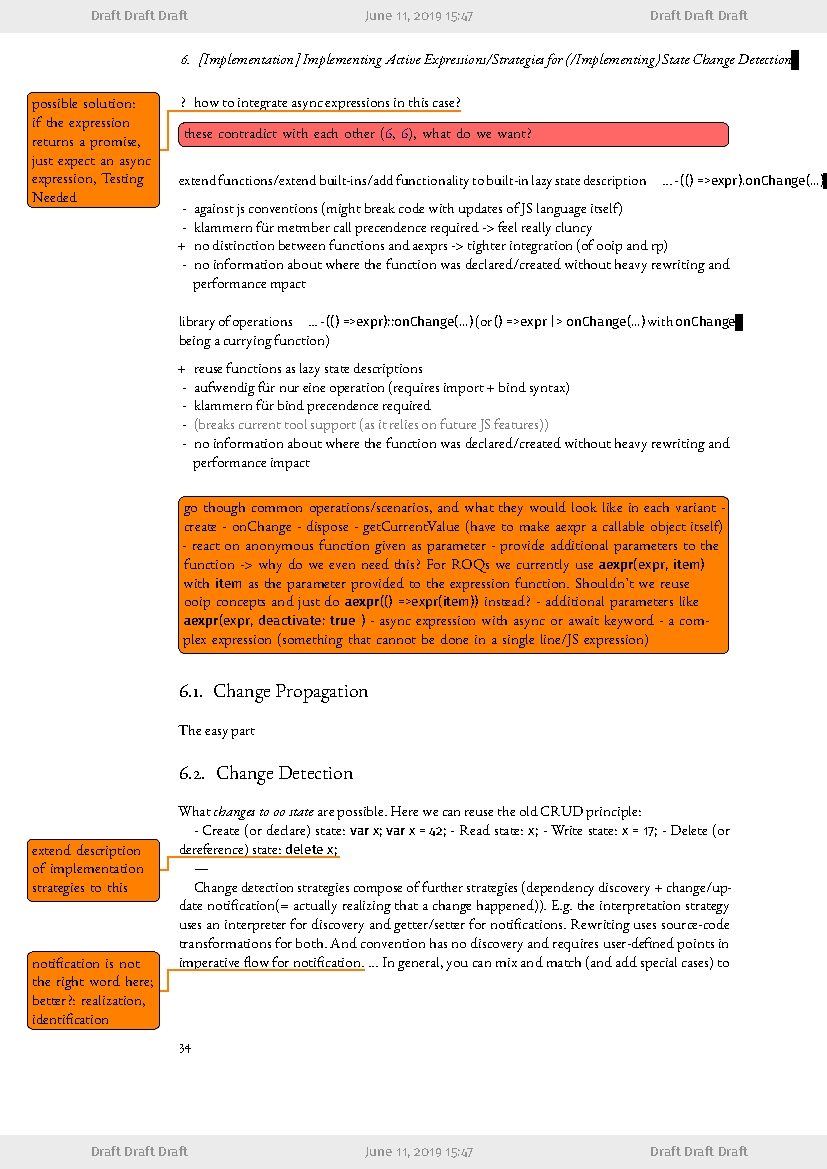 Draft Draft Draft June 11, 2019 15:47 Draft Draft Draft
6. [Implementation] Implementing Active Expressions/Strategies for (/Implementing) State Change Detection
possible solution:
if the expression
returns a promise,
just expect an async
expression, Testing
Needed
? how to integrate async expressions in this case?
these contradict with each other (6, 6), what do we want?
extend functions/extend built-ins/add functionality to built-in lazy state description ... -(() =>expr).onChange(...)
- against js conventions (might break code with updates of JS language itself)
- klammern für metmber call precendence required -> feel really cluncy
+ no distinction between functions and aexprs -> tighter integration (of ooip and rp)
- no information about where the function was declared/created without heavy rewriting and
performance mpact
library of operations ... -(() =>expr)::onChange(...) (or () =>expr |> onChange(...) with onChange
being a currying function)
+ reuse functions as lazy state descriptions
- aufwendig für nur eine operation (requires import + bind syntax)
- klammern für bind precendence required
- (breaks current tool support (as it relies on future JS features))
- no information about where the function was declared/created without heavy rewriting and
performance impact
go though common operations/scenarios, and what they would look like in each variant -
create - onChange - dispose - getCurrentValue (have to make aexpr a callable object itself)
- react on anonymous function given as parameter - provide additional parameters to the
function -> why do we even need this? For ROQs we currently use aexpr(expr, item)
with item as the parameter provided to the expression function. Shouldn't we reuse
ooip concepts and just do aexpr(() =>expr(item)) instead? - additional parameters like
aexpr(expr, deactivate: true ) - async expression with async or await keyword - a com-
plex expression (something that cannot be done in a single line/JS expression)
6.1. Change Propagation
The easy part
6.2. Change Detection
What changes to oo state are possible. Here we can reuse the old CRUD principle:
- Create (or declare) state: var x; var x = 42; - Read state: x; - Write state: x = 17; - Delete (or
dereference) state: delete x;
extend description
of implementation
strategies to this
—
Change detection strategies compose of further strategies (dependency discovery + change/up-
date notification(= actually realizing that a change happened)). E.g. the interpretation strategy
uses an interpreter for discovery and getter/setter for notifications. Rewriting uses source-code
transformations for both. And convention has no discovery and requires user-defined points in
imperative flow for notification. ... In general, you can mix and match (and add special cases) to
notification is not
the right word here;
better?: realization,
identification
34
Draft Draft Draft June 11, 2019 15:47 Draft Draft Draft